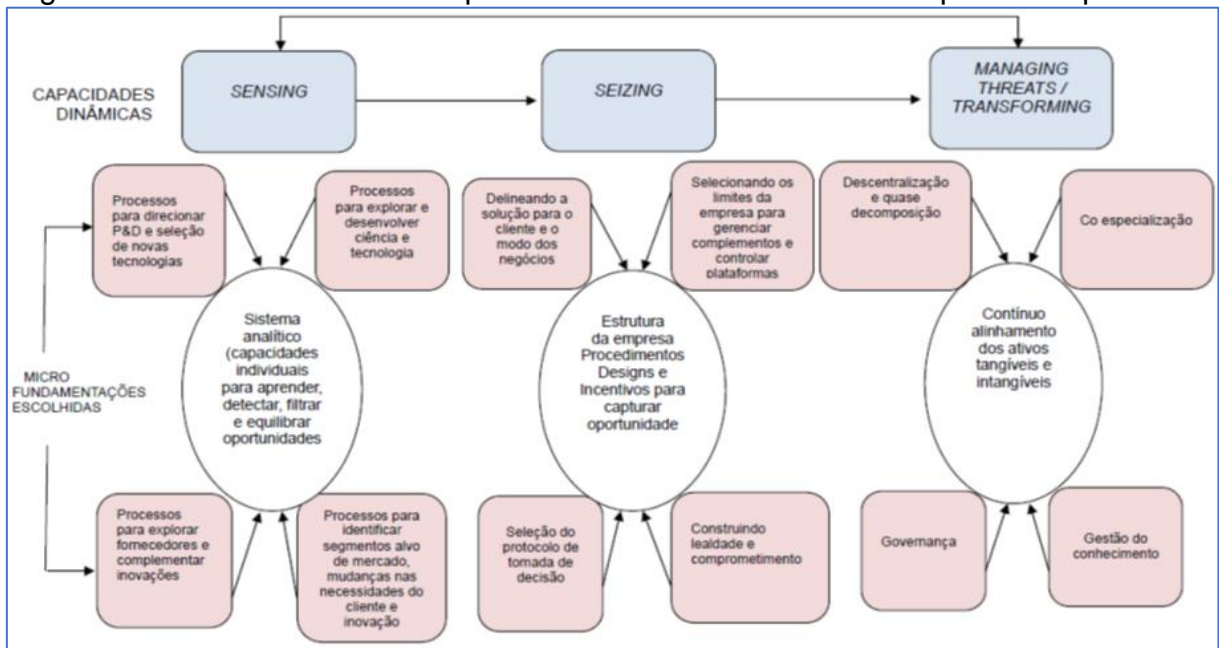 CAPACIDADES
DINÂMICAS
SENSING
SEIZING
MANAGING
THREATS /
TRANSFORMING
Processos
para direcionar
P&D e seleção
de novas
tecnologias
Processos
para explorar e
desenvolver
ciência e
tecnologia
Delineando a
solução para o
cliente e o
modo dos
negócios
Selecionando os
limites da
empresa para
gerenciar
complementos e
controlar
plataformas
Descentralização
e quase
decomposição
Co especialização
MICRO
FUNDAMENTAÇÕES
ESCOLHIDAS
Sistema
analítico
(capacidades
individuais
para aprender,
detectar, filtrar
e equilibrar
oportunidades
Estrutura
da empresa
Procedimentos
Designs e
Incentivos para
capturar
oportunidade
Contínuo
alinhamento
dos ativos
tangíveis e
intangíveis
Processos
para explorar
fornecedores e
complementar
inovações
Processos para
identificar
segmentos alvo
de mercado,
mudanças nas
necessidades do
cliente e
inovação
Seleção do
protocolo de
tomada de
decisão
Construindo
lealdade e
comprometimento
Governança
Gestão do
conhecimento